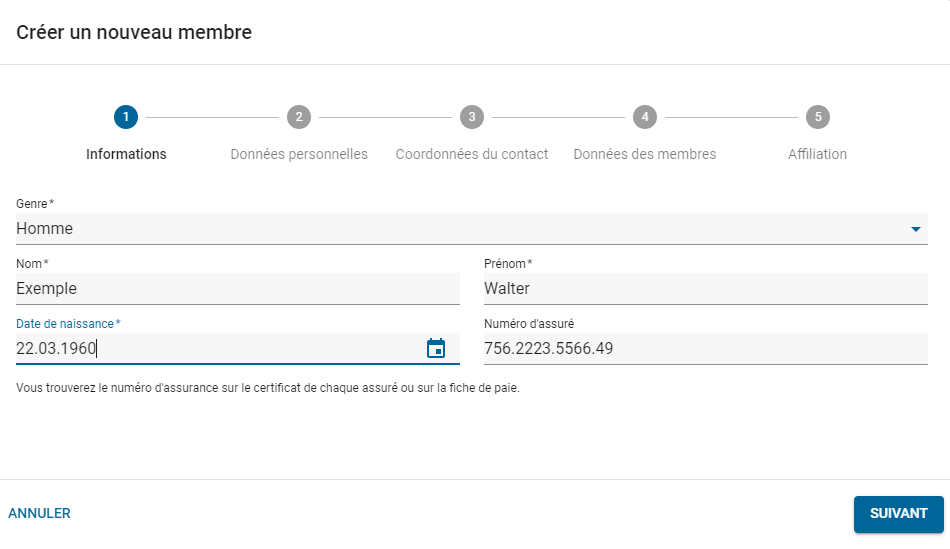 Créer un nouveau membre
1 2 3 4 5
Informations Données personnelles Coordonnées du contact Données des membres Affiliation
Genre*
Homme
Nom* Prénom*
Exemple Walter
Date de naissance* Numéro d'assuré
22.03.1960 756.2223.5566.49
Vous trouverez le numéro d'assurance sur le certificat de chaque assuré ou sur la fiche de paie.
ANNULER SUIVANT